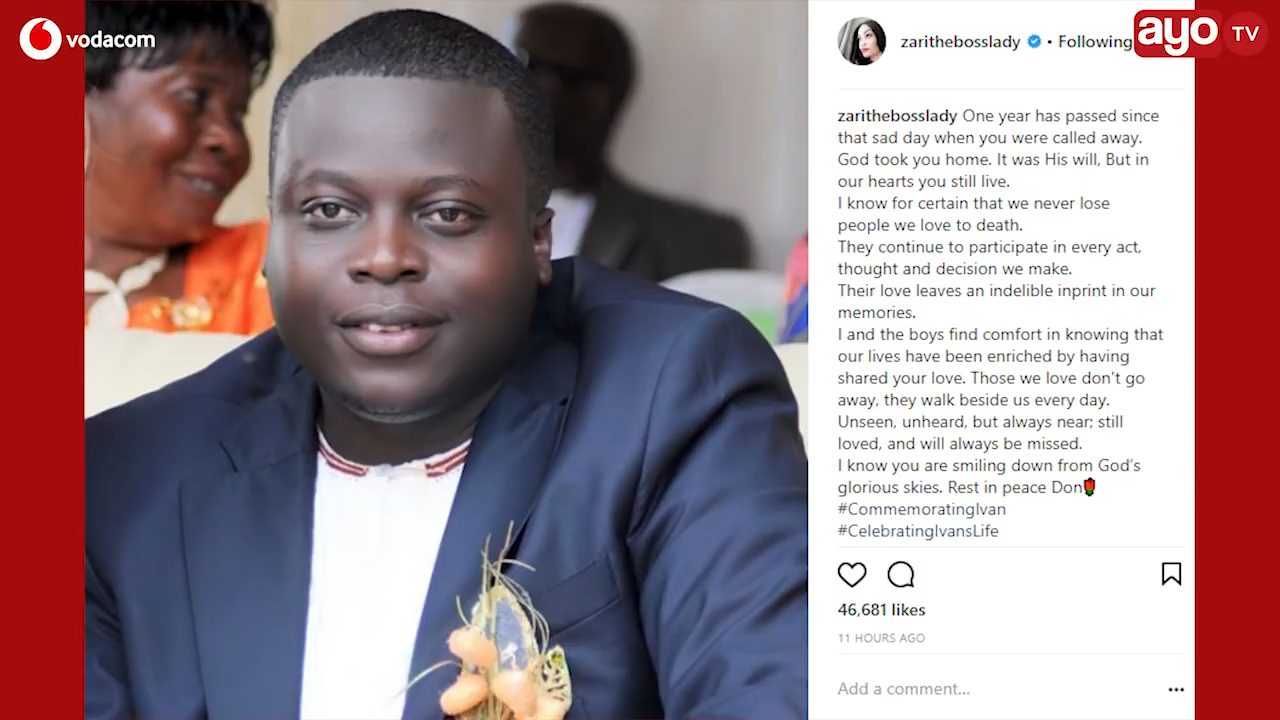 vodacom
zarithebosslady • Following
ayo TV
zarithebosslady One year has passed since
that sad day when you were called away.
God took you home. It was His will, But in
our hearts you still live.
I know for certain that we never lose
people we love to death.
They continue to participate in every act,
thought and decision we make.
Their love leaves an indelible inprint in our
memories.
I and the boys find comfort in knowing that
our lives have been enriched by having
shared your love. Those we love don't go
away, they walk beside us every day.
Unseen, unheard, but always near; still
loved, and will always be missed.
I know you are smiling down from God's
glorious skies. Rest in peace Don🌹
#CommemoratingIvan
#CelebratingIvansLife
46,681 likes
11 HOURS AGO
Add a comment...